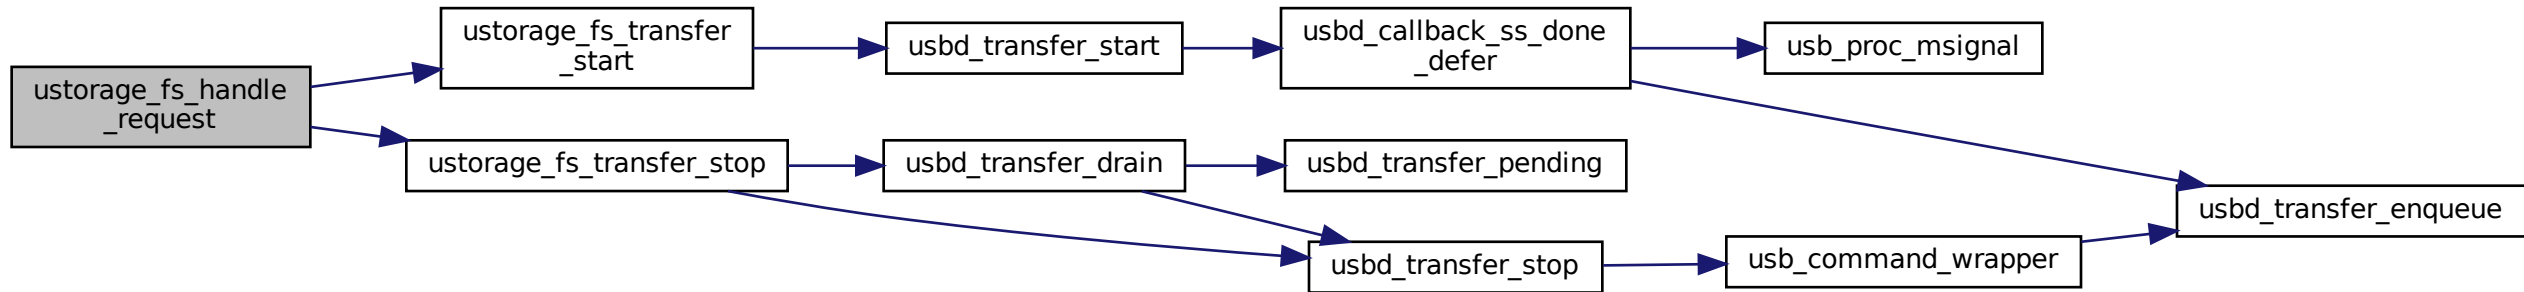 ustorage_fs_handle
_request
ustorage_fs_transfer
_start
usbd_transfer_start
usbd_callback_ss_done
_defer
usb_proc_msignal
ustorage_fs_transfer_stop
usbd_transfer_drain
usbd_transfer_pending
usbd_transfer_enqueue
usbd_transfer_stop
usb_command_wrapper